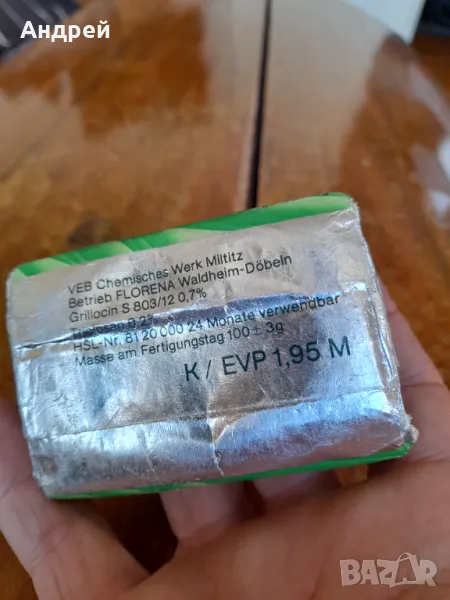 Андрей
VEB Chemisches Werk Miltitz
Betrieb FLORENA Waldheim-Döbeln
Grillocin S 803/12 0,7%
HSL-Nr. 81 20 000 24 Monate verwendbar
Masse am Fertigungstag 100 ± 3g
K / EVP 1,95 M
BAZAR